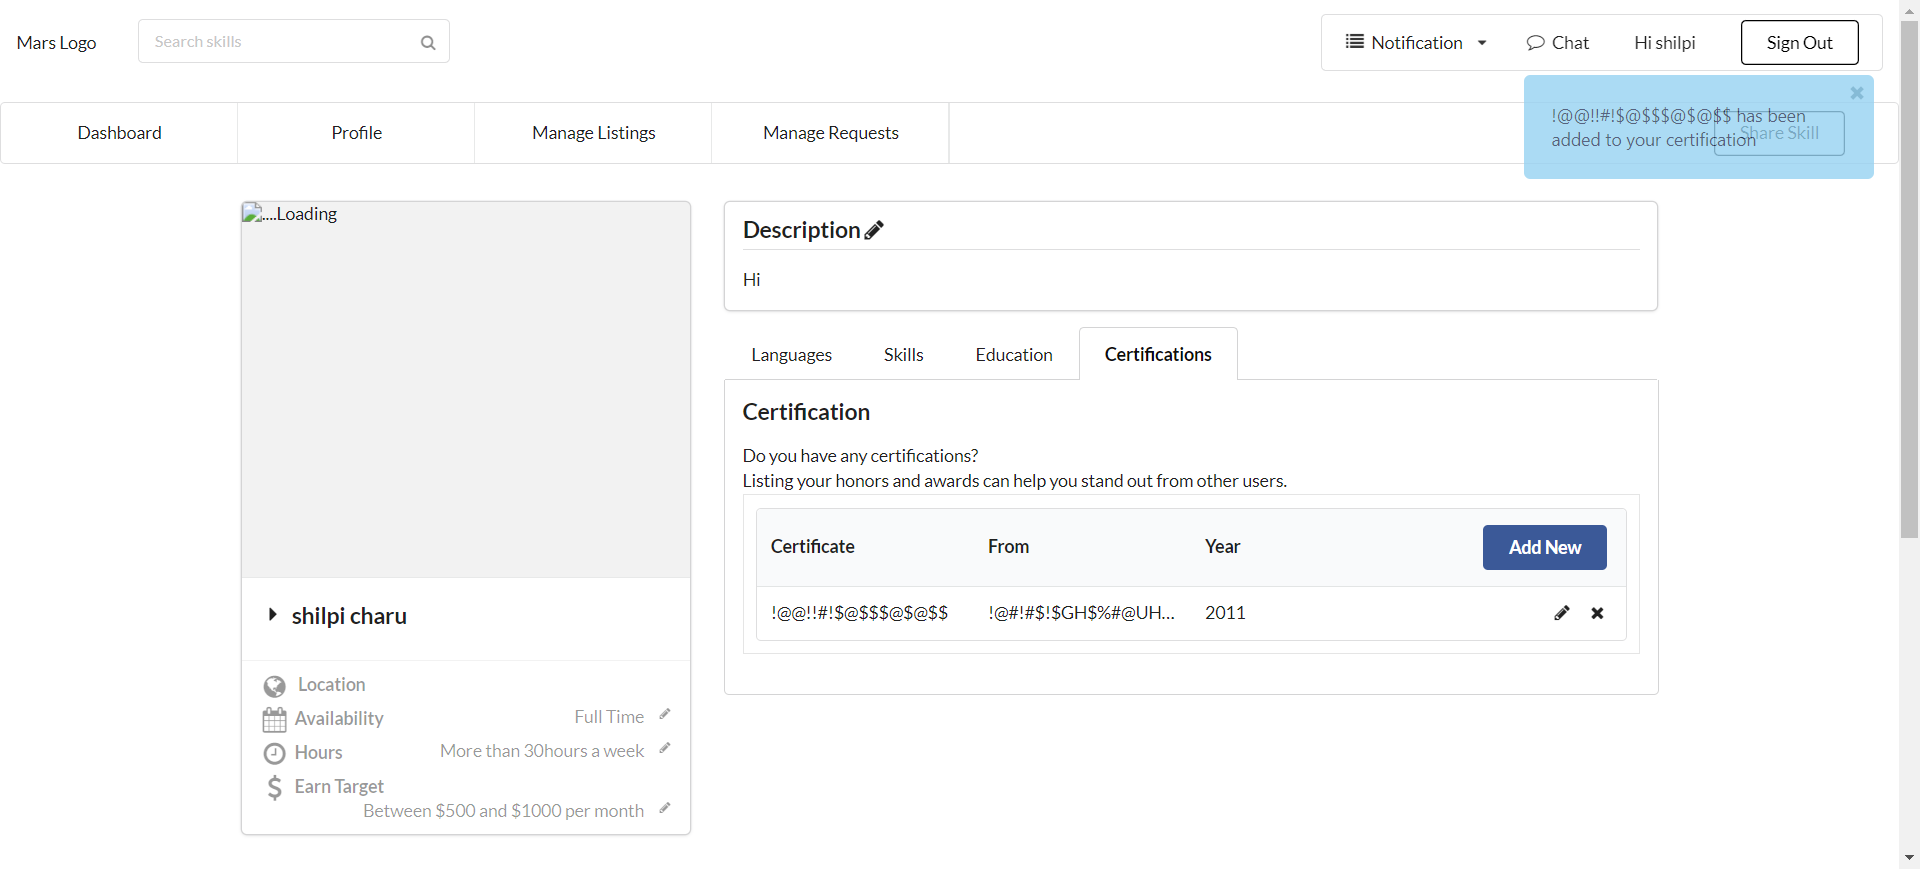 Mars Logo
Search skills
Notification
Chat
Hi shilpi
Sign Out
Dashboard
Profile
Manage Listings
Manage Requests
Share Skill
!@@!!#!$@$$$@$@$$ has been
added to your certification
....Loading
shilpi charu
Location
Availability
Full Time
Hours
More than 30hours a week
Earn Target
Between $500 and $1000 per month
Description
Hi
Languages
Skills
Education
Certifications
Certification
Do you have any certifications?
Listing your honors and awards can help you stand out from other users.
Certificate
From
Year
Add New
!@@!!#!$@$$$@$@$$
!@#!#$!$GH$%#@UH...
2011